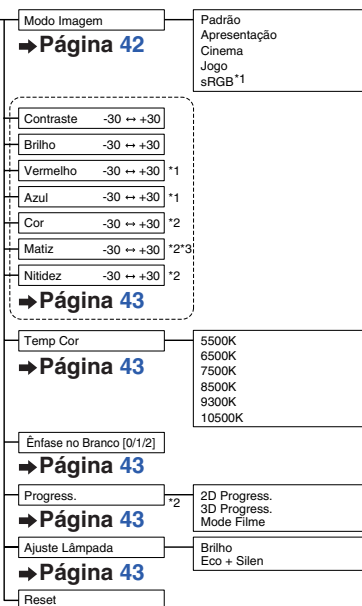 Modo Imagem
➡Página 42
Padrão
Apresentação
Cinema
Jogo
sRGB*1
Contraste -30 ↔ +30
Brilho -30 ↔ +30
Vermelho -30 ↔ +30 *1
Azul -30 ↔ +30 *1
Cor -30 ↔ +30 *2
Matiz -30 ↔ +30 *2*3
Nitidez -30 ↔ +30 *2
➡Página 43
Temp Cor
➡Página 43
5500K
6500K
7500K
8500K
9300K
10500K
Ênfase no Branco [0/1/2]
➡Página 43
Progress. *2
➡Página 43
2D Progress.
3D Progress.
Mode Filme
Ajuste Lâmpada
➡Página 43
Brilho
Eco + Silen
Reset